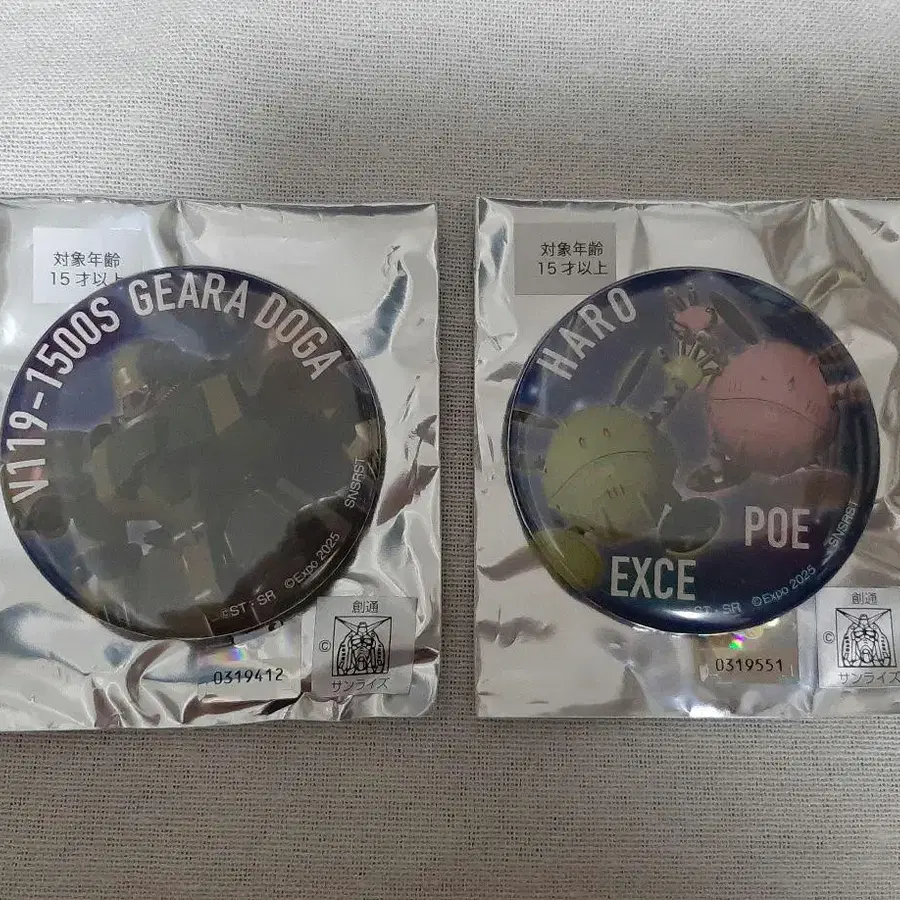 対象年齢
15才以上
V119-1500S GEARA DOGA
SNSRST
©ST・SR ©Expo 2025
創通
©
サンライズ
0319412
対象年齢
15才以上
HARO
POE
EXCE
SNSRST
ST・SR ©Expo 2025
創通
©
サンライズ
0319551